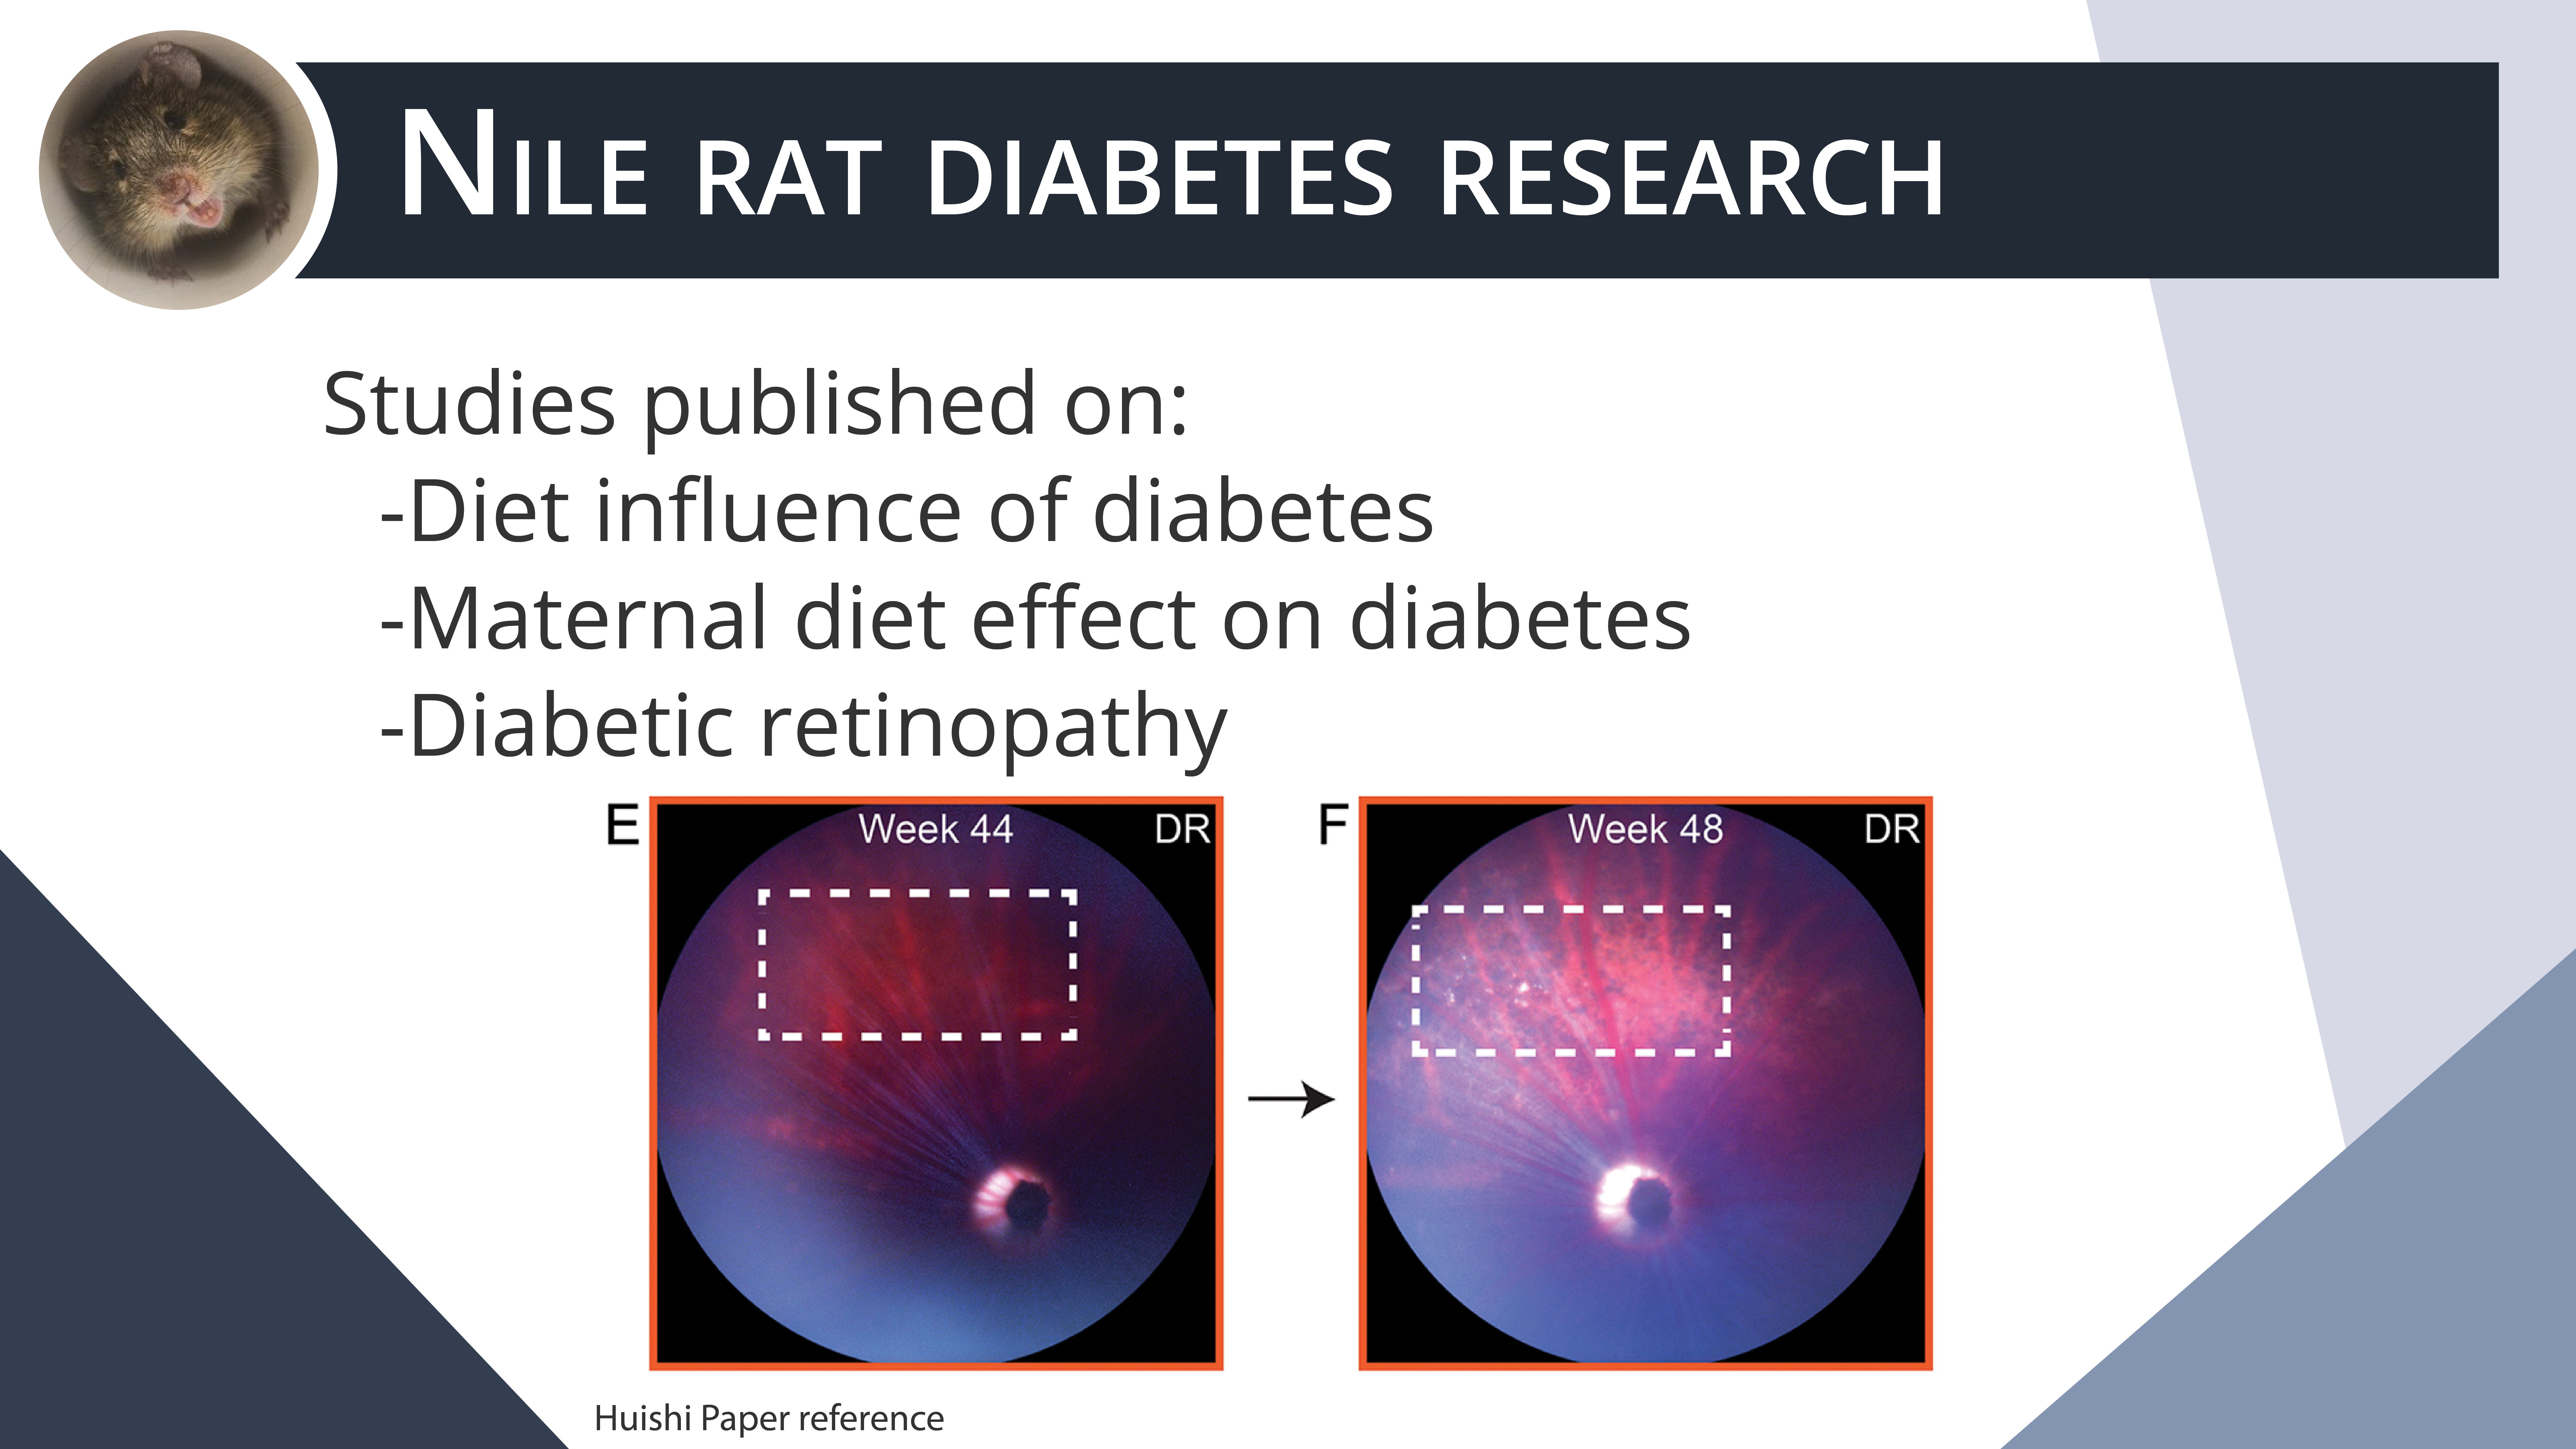 Nile rat diabetes research
Studies published on:
-Diet influence of diabetes
-Maternal diet effect on diabetes
-Diabetic retinopathy
E
Week 44
DR
F
Week 48
DR
Huishi Paper reference